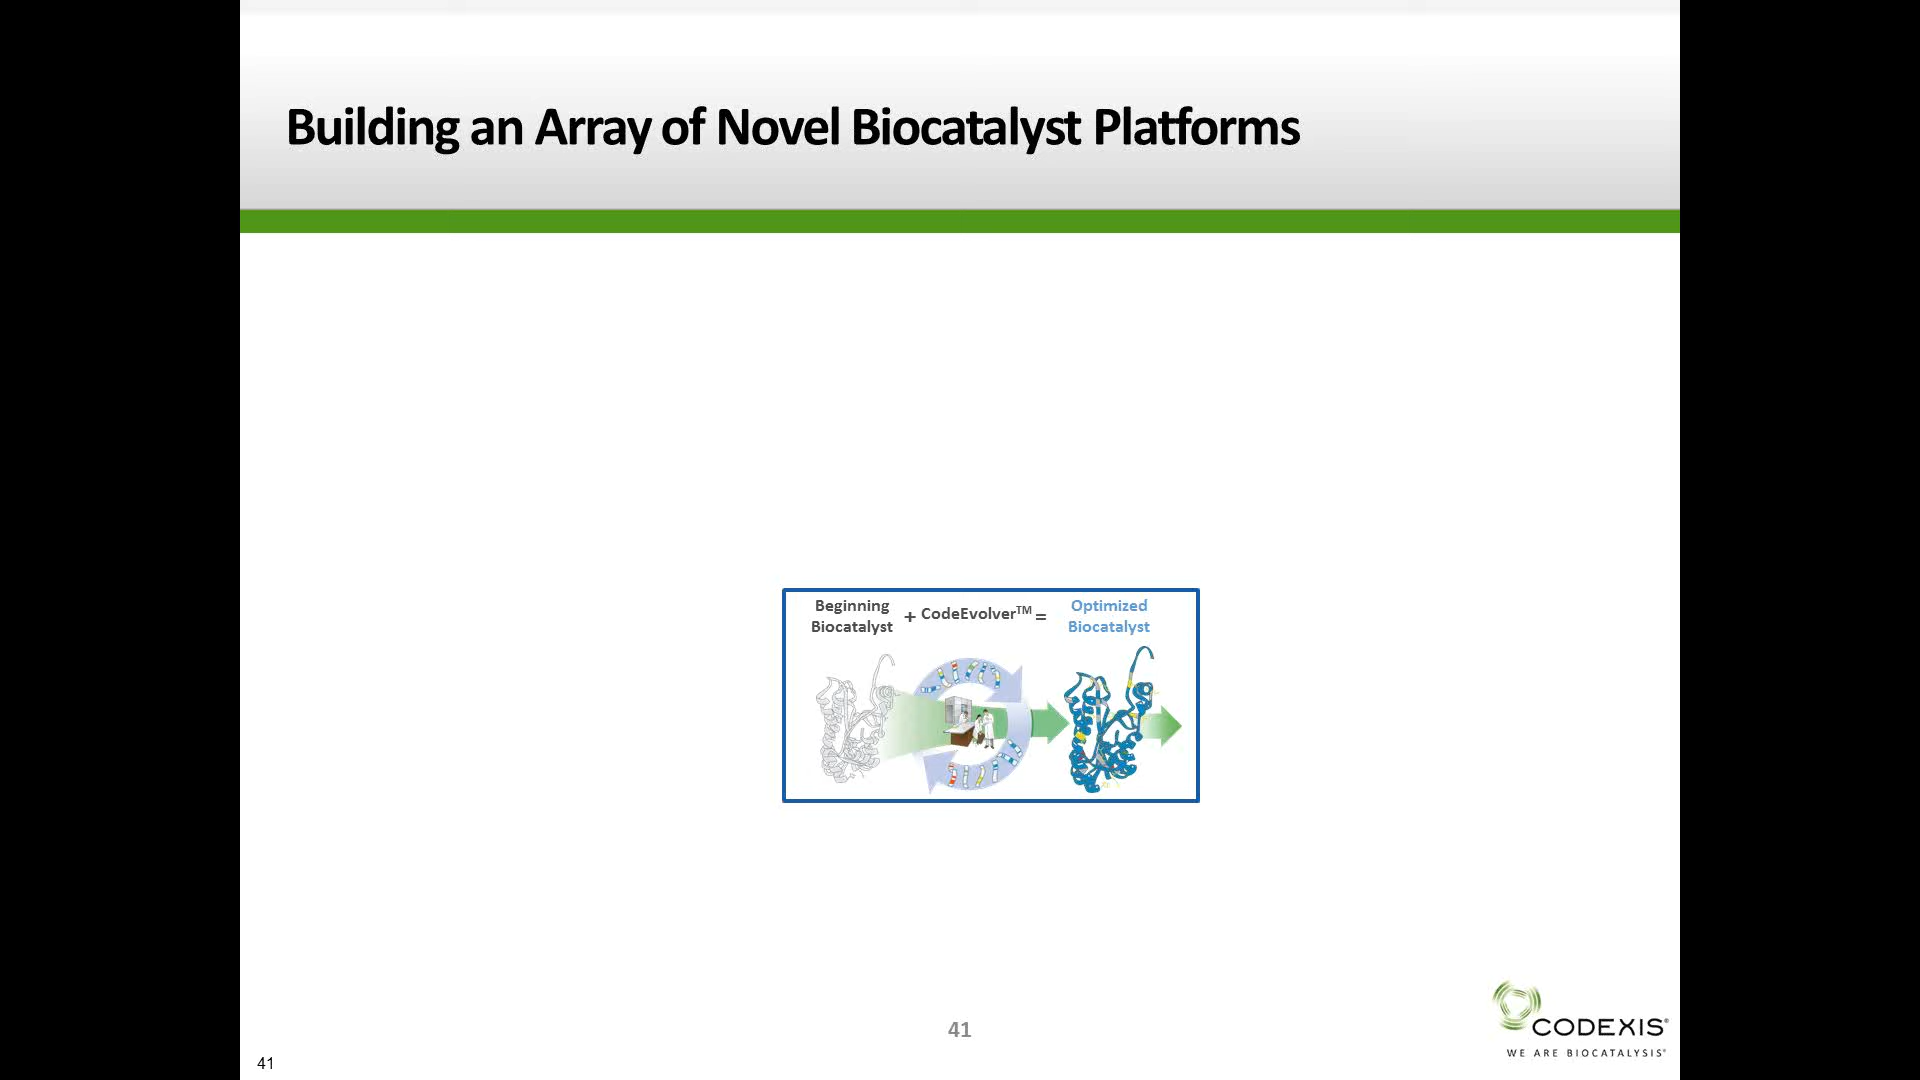 Building an Array of Novel Biocatalyst Platforms
Beginning
Biocatalyst
+ CodeEvolver™ =
Optimized
Biocatalyst
41
CODEXIS®
WE ARE BIOCATALYSIS®
41